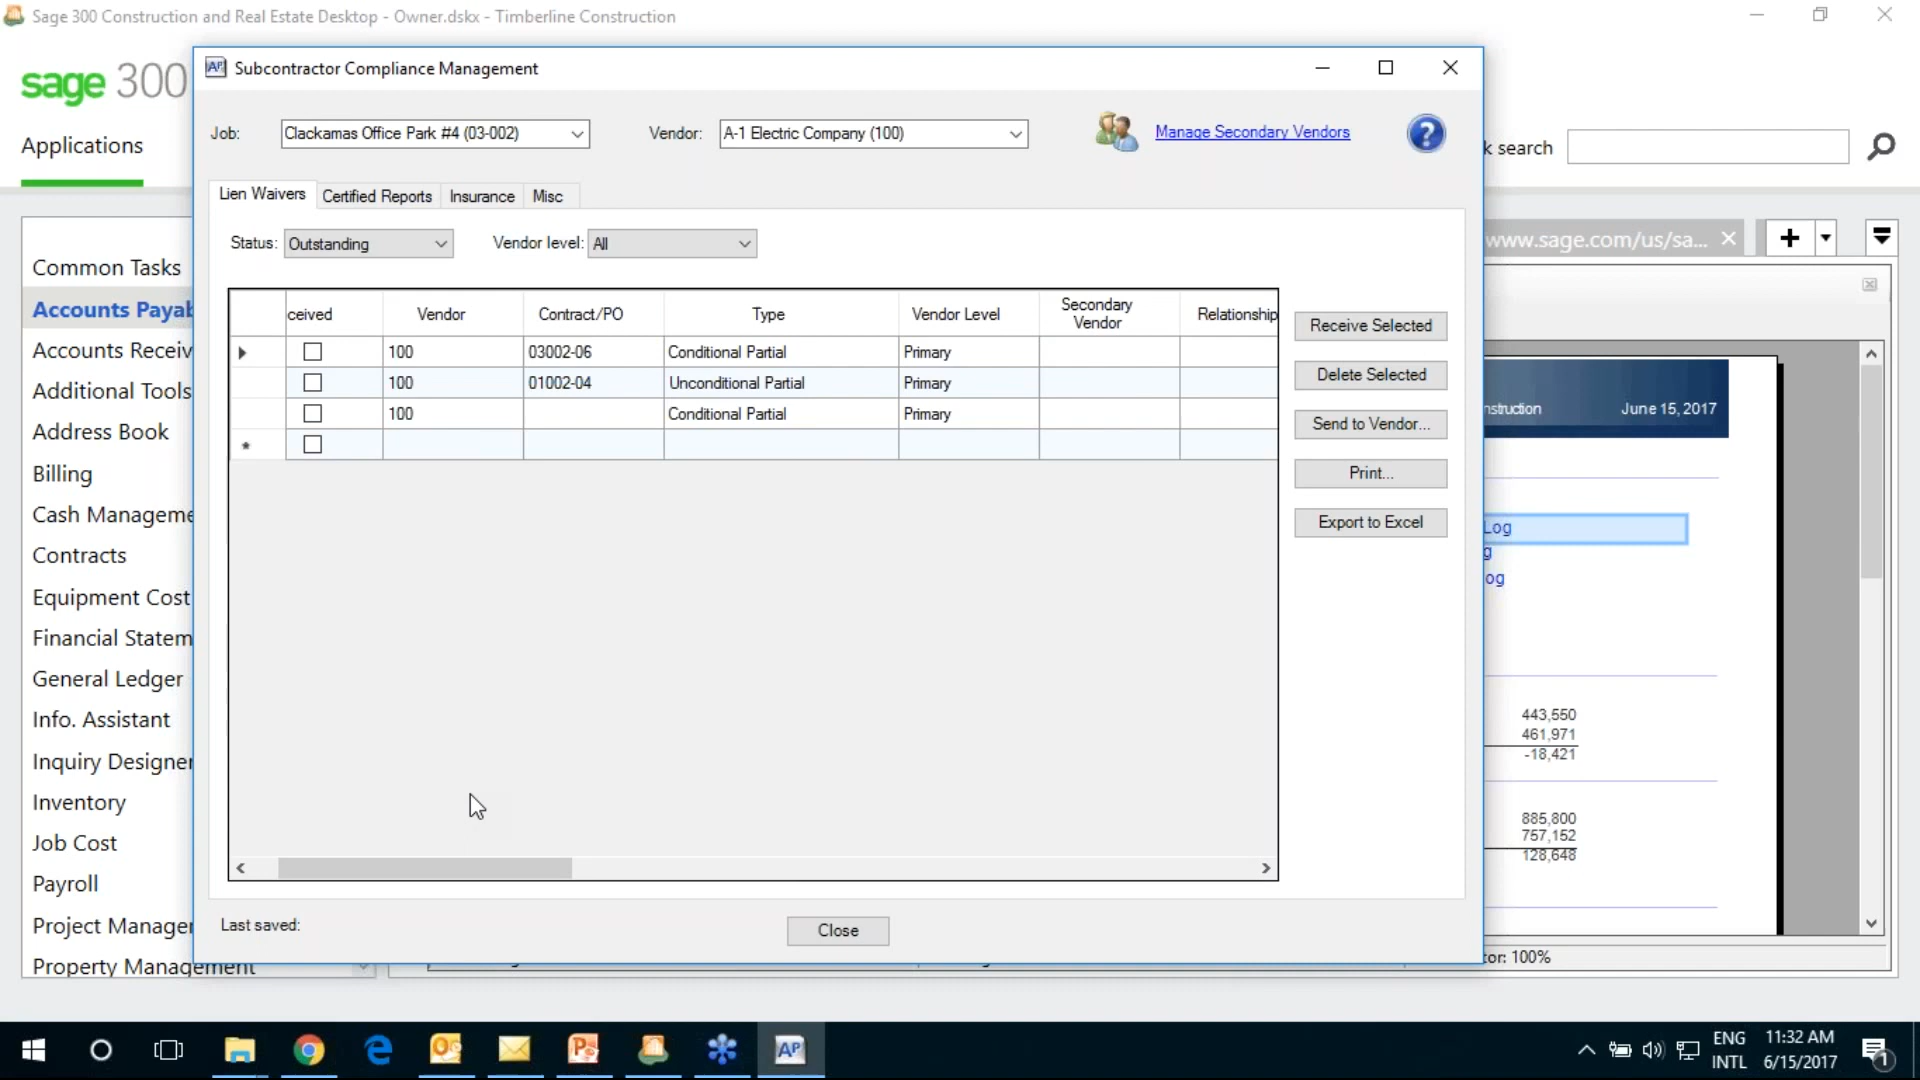 Sage 300 Construction and Real Estate Desktop - Owner.dskx - Timberline Construction
sage 300
Applications
k search
Subcontractor Compliance Management
Job: Clackamas Office Park #4 (03-002)
Vendor: A-1 Electric Company (100)
Manage Secondary Vendors
?
Lien Waivers Certified Reports Insurance Misc
Status: Outstanding Vendor level: All
ceived Vendor Contract/PO Type Vendor Level Secondary Vendor Relationship
100 03002-06 Conditional Partial Primary
100 01002-04 Unconditional Partial Primary
100 Conditional Partial Primary
*
Receive Selected
Delete Selected
Send to Vendor...
Print...
Export to Excel
Last saved:
Close
Common Tasks
Accounts Payab
Accounts Receiv
Additional Tools
Address Book
Billing
Cash Manageme
Contracts
Equipment Cost
Financial Statem
General Ledger
Info. Assistant
Inquiry Designer
Inventory
Job Cost
Payroll
Project Manager
Property Management
www.sage.com/us/sa...
nstruction June 15, 2017
Log
g
og
443,550
461,971
-18,421
885,800
757,152
128,648
tor: 100%
AP
ENG
INTL
11:32 AM
6/15/2017
1